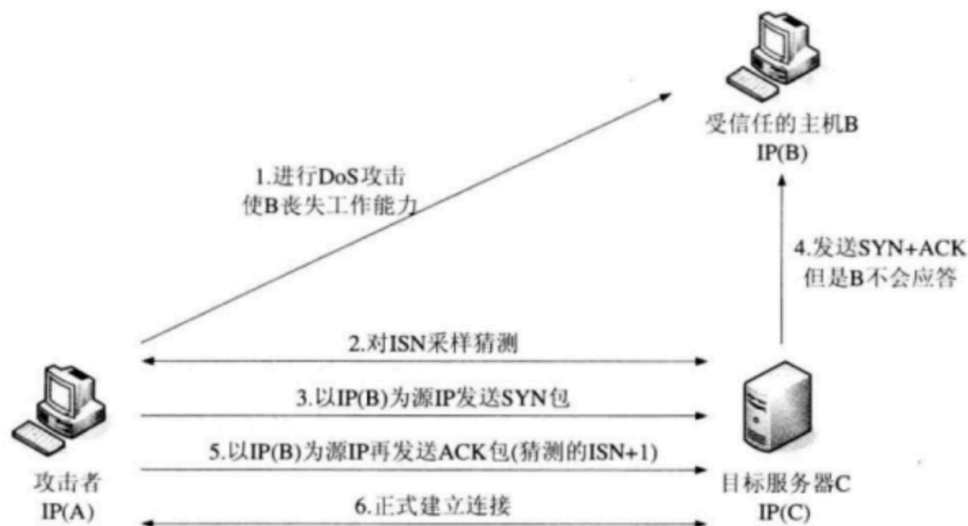 受信任的主机B
IP(B)
1.进行DoS攻击
使B丧失工作能力
4.发送SYN+ACK
但是B不会应答
2.对ISN采样猜测
3.以IP(B)为源IP发送SYN包
5.以IP(B)为源IP再发送ACK包(猜测的ISN+1)
攻击者
IP(A)
6.正式建立连接
目标服务器C
IP(C)